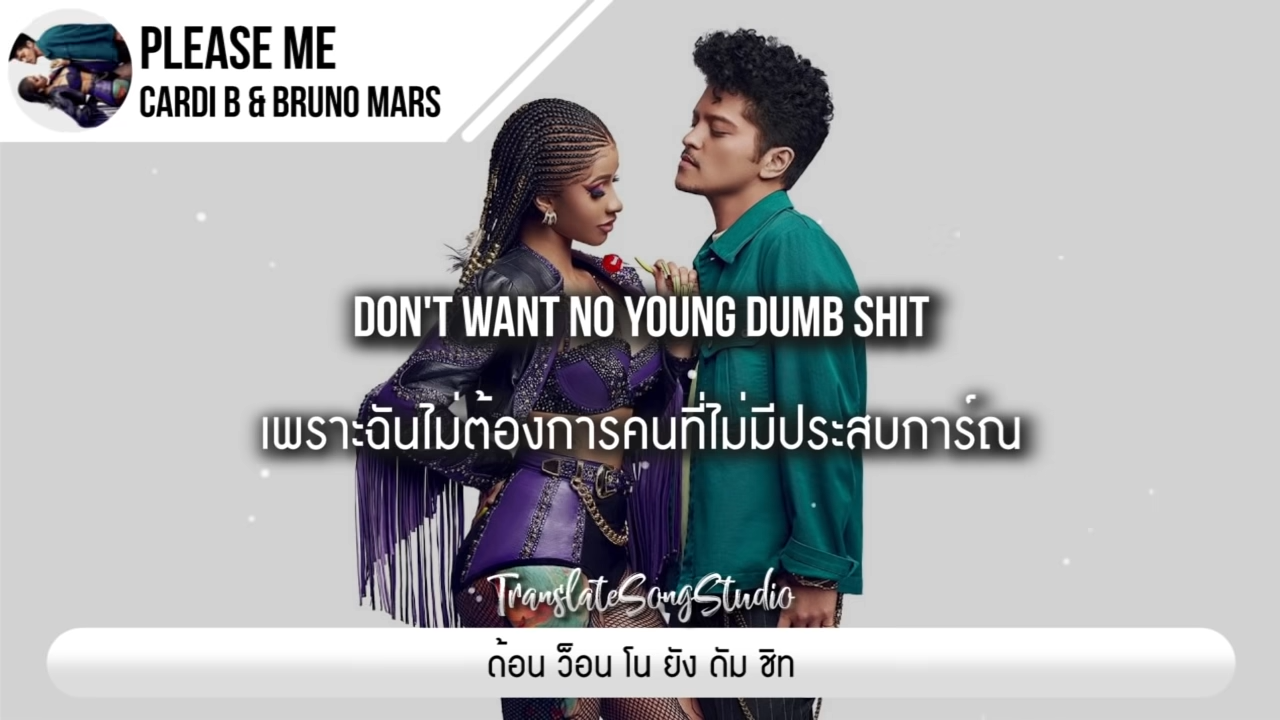 PLEASE ME
CARDI B & BRUNO MARS
DON'T WANT NO YOUNG DUMB SHIT
เพราะฉันไม่ต้องการคนที่ไม่มีประสบการ์ณ
TranslateSongStudio
ด้อน ว็อน โน ยัง ดัม ชิท